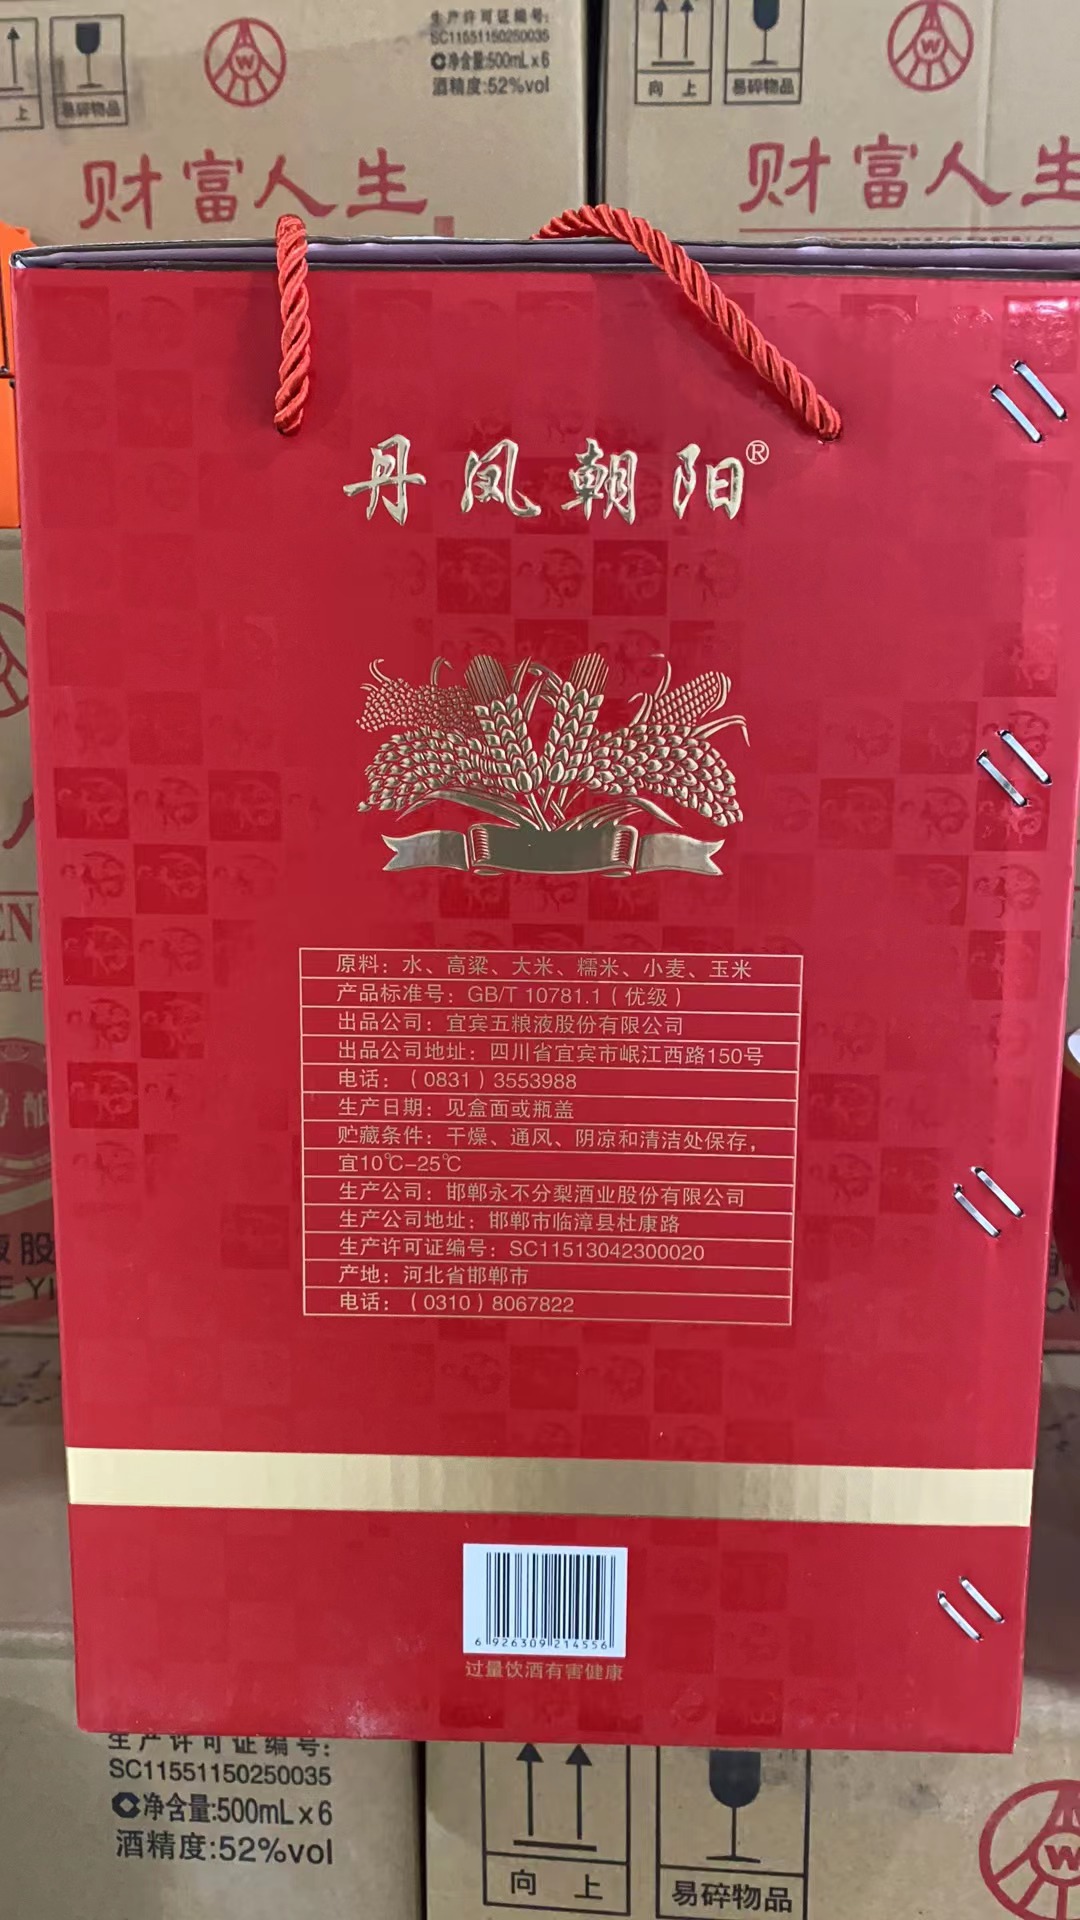 生产许可证编号:
SC11551150250035
净含量:500mL x 6
酒精度:52%vol
上
易碎物品
向 上
易碎物品
W
W
财富人生
财富人生
丹凤朝阳®
原料：水、高粱、大米、糯米、小麦、玉米
产品标准号：GB/T 10781.1（优级）
出品公司：宜宾五粮液股份有限公司
出品公司地址：四川省宜宾市岷江西路150号
电话：（0831）3553988
生产日期：见盒面或瓶盖
贮藏条件：干燥、通风、阴凉和清洁处保存，
宜10℃-25℃
生产公司：邯郸永不分梨酒业股份有限公司
生产公司地址：邯郸市临漳县杜康路
生产许可证编号：SC11513042300020
产地：河北省邯郸市
电话：（0310）8067822
6 926309 214556
过量饮酒有害健康
生产许可证编号:
SC11551150250035
净含量:500mL x 6
酒精度:52%vol
向 上
易碎物品
W